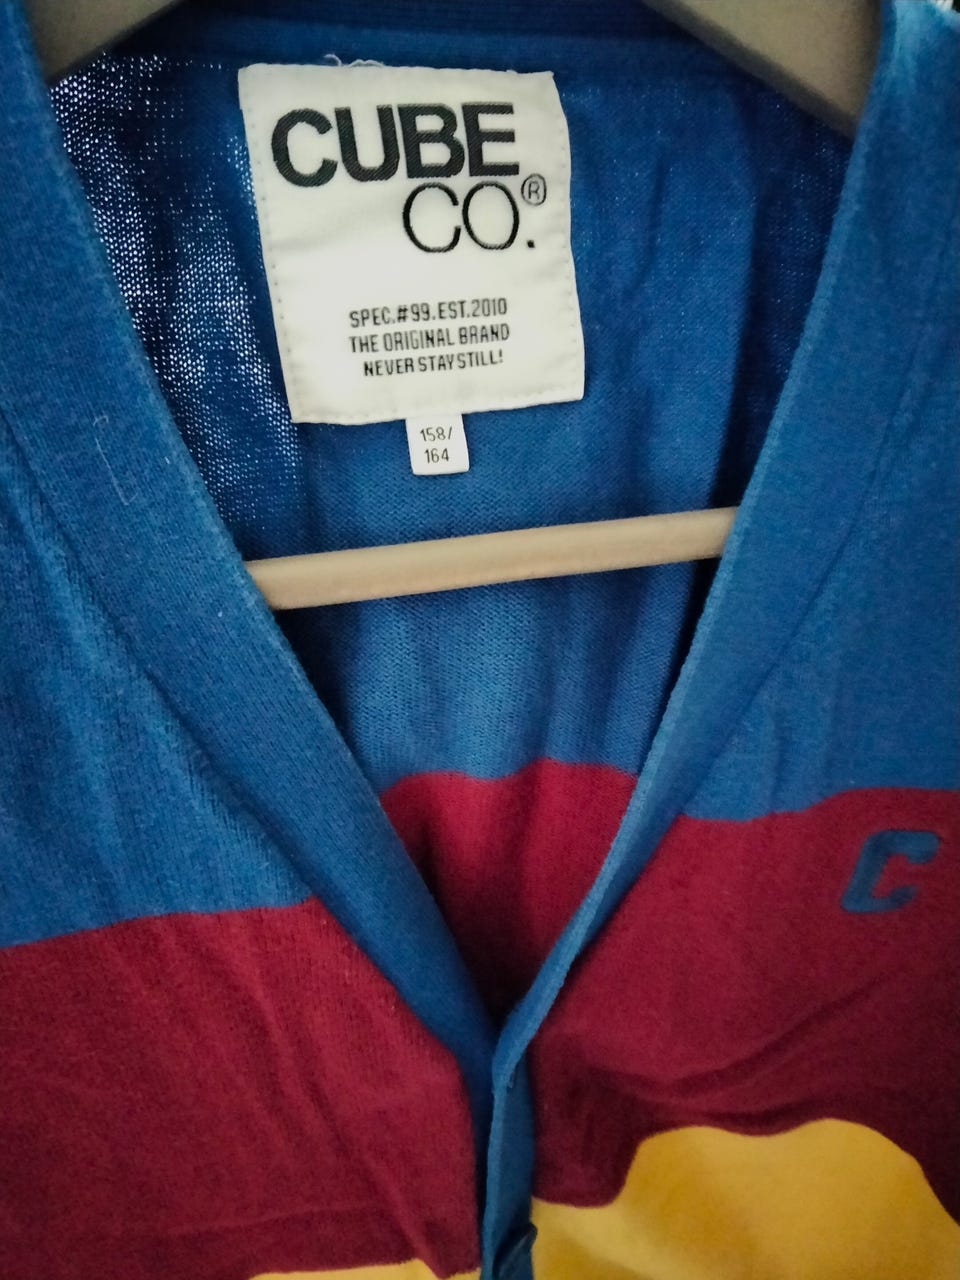 CUBE
CO.®
SPEC.#99.EST.2010
THE ORIGINAL BRAND
NEVER STAY STILL!
158/
164
C